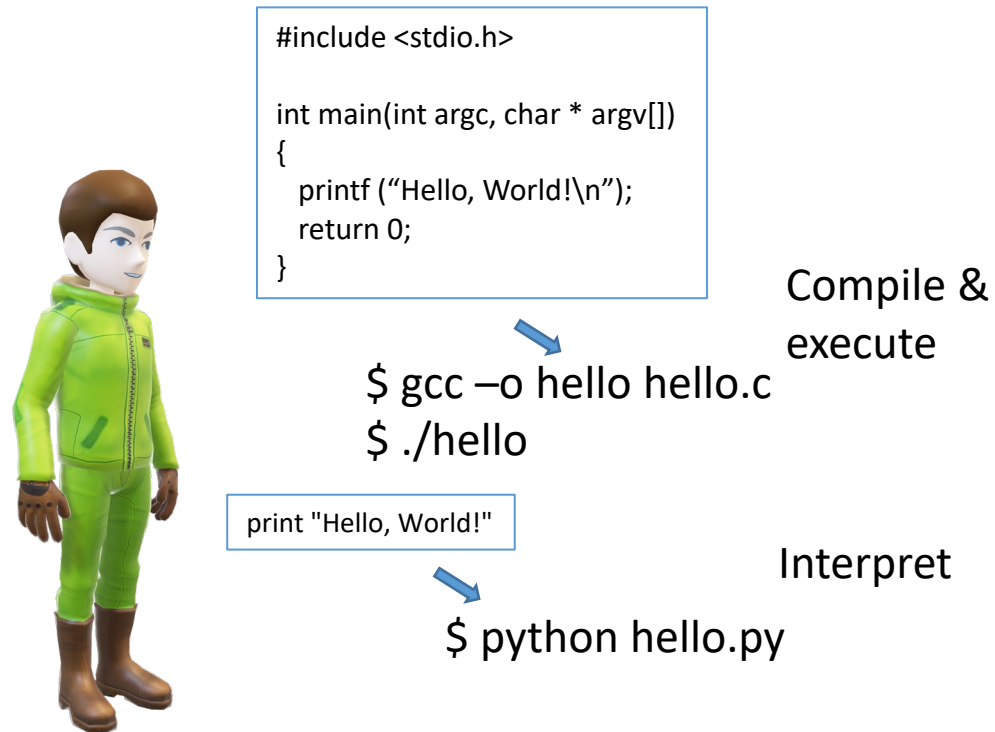 #include <stdio.h>
int main(int argc, char * argv[])
{
printf (“Hello, World!\n”);
return 0;
}
Compile &
execute
$ gcc –o hello hello.c
$ ./hello
print "Hello, World!"
Interpret
$ python hello.py